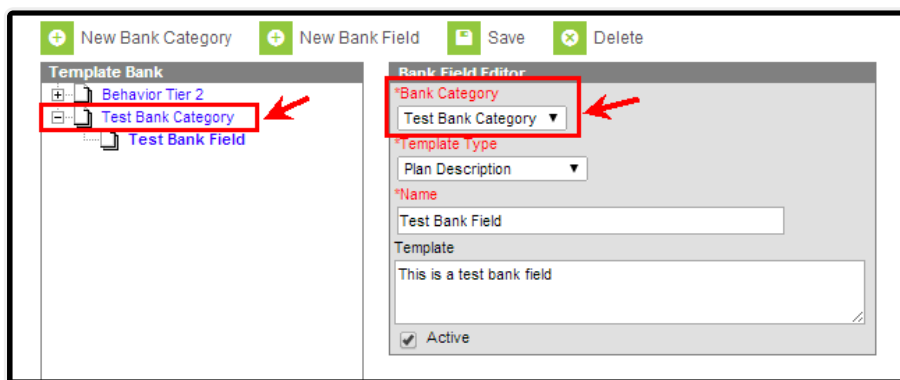 New Bank Category New Bank Field Save Delete
Template Bank
Behavior Tier 2
Test Bank Category
Test Bank Field
Bank Field Editor
*Bank Category
Test Bank Category
*Template Type
Plan Description
*Name
Test Bank Field
Template
This is a test bank field
Active